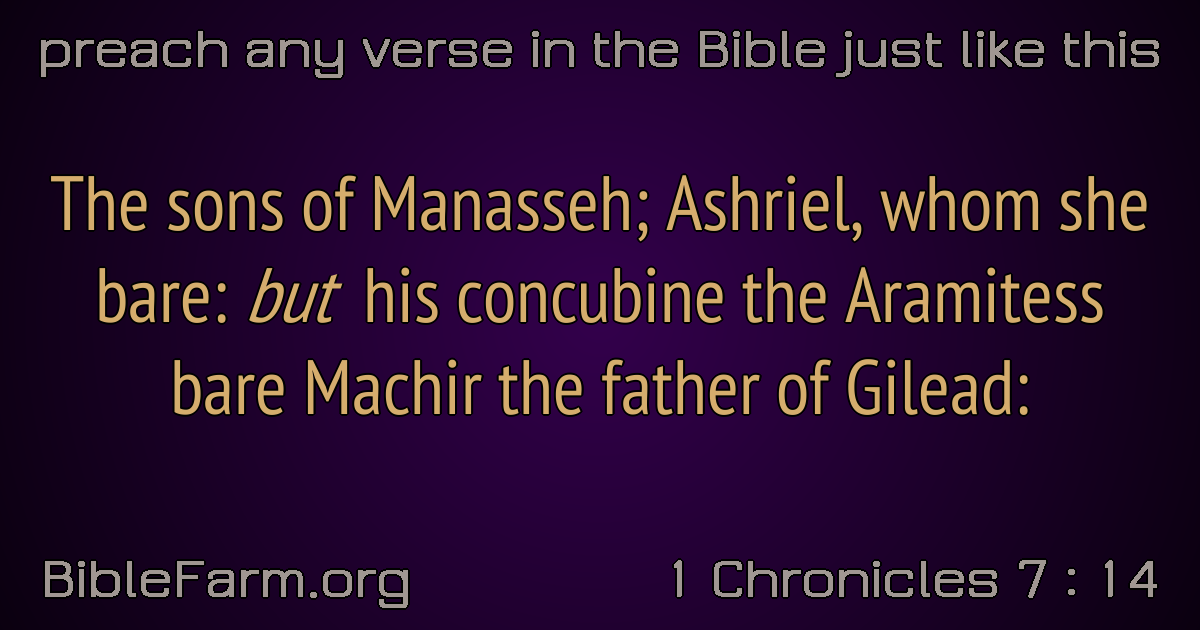 preach any verse in the Bible just like this
The sons of Manasseh; Ashriel, whom she
bare: but his concubine the Aramitess
bare Machir the father of Gilead:
BibleFarm.org
1 Chronicles 7 : 14